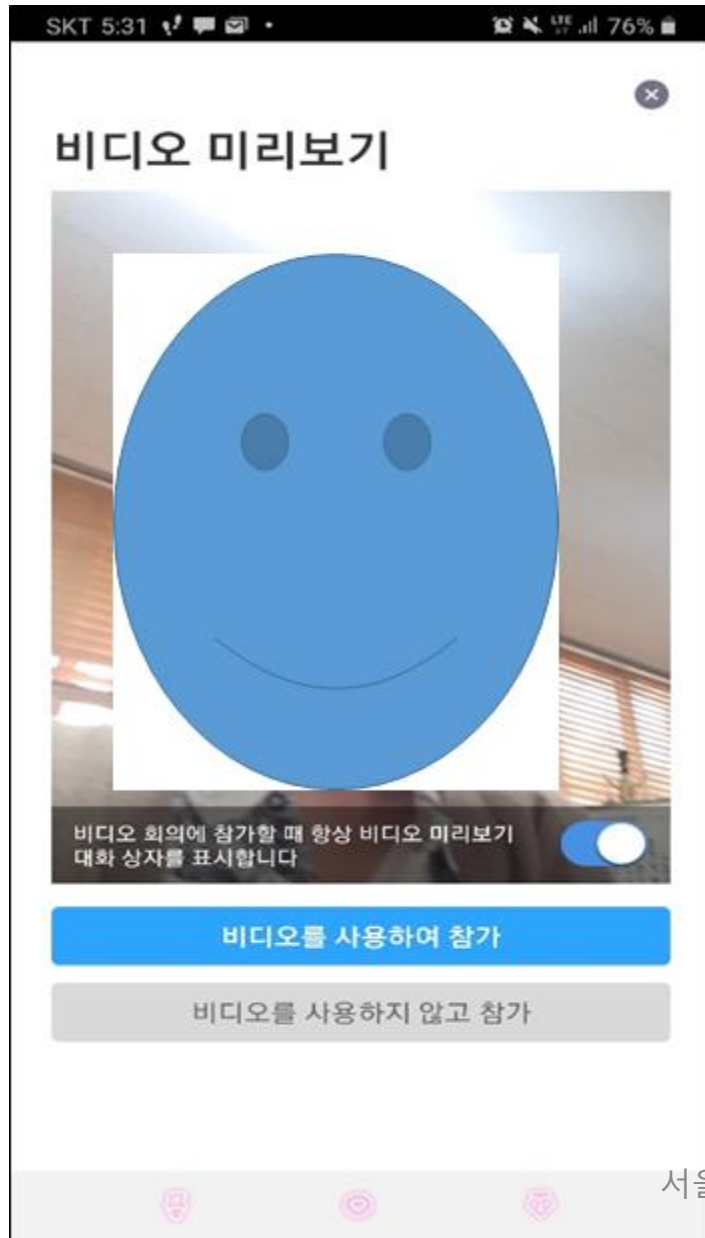 SKT 5:31
76%
비디오 미리보기
비디오 회의에 참가할 때 항상 비디오 미리보기
대화 상자를 표시합니다
비디오를 사용하여 참가
비디오를 사용하지 않고 참가
서울